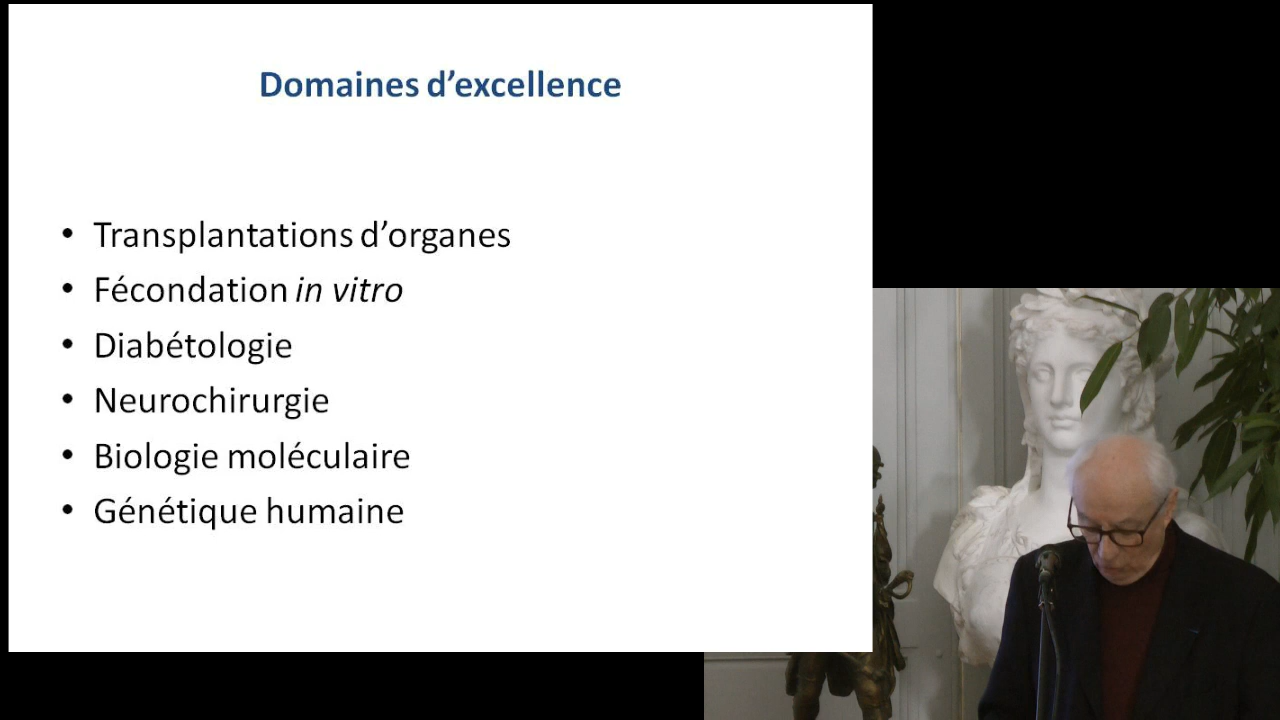 Domaines d’excellence
• Transplantations d’organes
• Fécondation in vitro
• Diabétologie
• Neurochirurgie
• Biologie moléculaire
• Génétique humaine